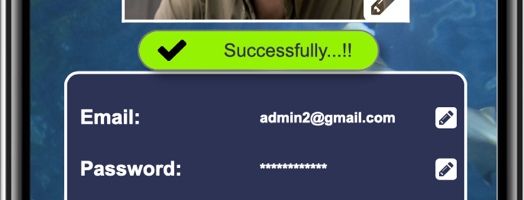 Successfully...!!
Email: admin2@gmail.com
Password: ************